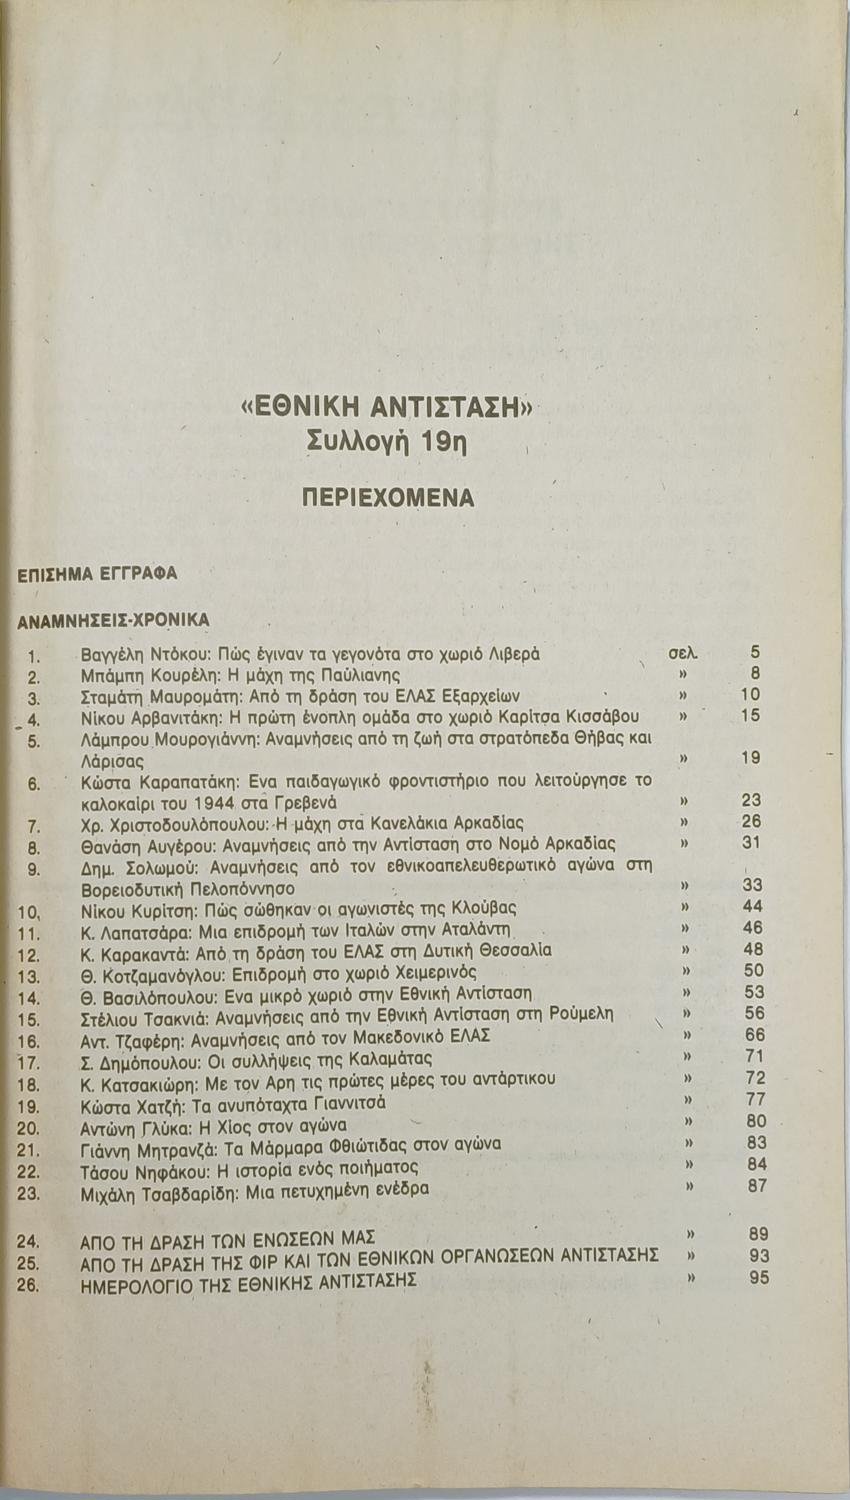 «ΕΘΝΙΚΗ ΑΝΤΙΣΤΑΣΗ»
Συλλογή 19η
ΠΕΡΙΕΧΟΜΕΝΑ
ΕΠΙΣΗΜΑ ΕΓΓΡΑΦΑ
ΑΝΑΜΝΗΣΕΙΣ-ΧΡΟΝΙΚΑ
1. Βαγγέλη Ντόκου: Πώς έγιναν τα γεγονότα στο χωριό Λιβερά σελ. 5
2. Μπάμπη Κουρέλη: Η μάχη της Παύλιανης » 8
3. Σταμάτη Μαυρομάτη: Από τη δράση του ΕΛΑΣ Εξαρχείων » 10
4. Νίκου Αρβανιτάκη: Η πρώτη ένοπλη ομάδα στο χωριό Καρίτσα Κισσάβου » 15
5. Λάμπρου Μουρογιάννη: Αναμνήσεις από τη ζωή στα στρατόπεδα Θήβας και
Λάρισας » 19
6. Κώστα Καραπατάκη: Ενα παιδαγωγικό φροντιστήριο που λειτούργησε το
καλοκαίρι του 1944 στα Γρεβενά » 23
7. Χρ. Χριστοδουλόπουλου: Η μάχη στα Κανελάκια Αρκαδίας » 26
8. Θανάση Αυγέρου: Αναμνήσεις από την Αντίσταση στο Νομό Αρκαδίας » 31
9. Δημ. Σολωμού: Αναμνήσεις από τον εθνικοαπελευθερωτικό αγώνα στη
Βορειοδυτική Πελοπόννησο » 33
10. Νίκου Κυρίτση: Πώς σώθηκαν οι αγωνιστές της Κλούβας » 44
11. Κ. Λαπατσάρα: Μια επιδρομή των Ιταλών στην Αταλάντη » 46
12. Κ. Καρακαντά: Από τη δράση του ΕΛΑΣ στη Δυτική Θεσσαλία » 48
13. Θ. Κοτζαμανόγλου: Επιδρομή στο χωριό Χειμερινός » 50
14. Θ. Βασιλόπουλου: Ενα μικρό χωριό στην Εθνική Αντίσταση » 53
15. Στέλιου Τσακνιά: Αναμνήσεις από την Εθνική Αντίσταση στη Ρούμελη » 56
16. Αντ. Τζαφέρη: Αναμνήσεις από τον Μακεδονικό ΕΛΑΣ » 66
17. Σ. Δημόπουλου: Οι συλλήψεις της Καλαμάτας » 71
18. Κ. Κατσακιώρη: Με τον Αρη τις πρώτες μέρες του αντάρτικου » 72
19. Κώστα Χατζή: Τα ανυπόταχτα Γιαννιτσά » 77
20. Αντώνη Γλύκα: Η Χίος στον αγώνα » 80
21. Γιάννη Μητρανζά: Τα Μάρμαρα Φθιώτιδας στον αγώνα » 83
22. Τάσου Νηφάκου: Η ιστορία ενός ποιήματος » 84
23. Μιχάλη Τσαβδαρίδη: Μια πετυχημένη ενέδρα » 87
24. ΑΠΟ ΤΗ ΔΡΑΣΗ ΤΩΝ ΕΝΩΣΕΩΝ ΜΑΣ » 89
25. ΑΠΟ ΤΗ ΔΡΑΣΗ ΤΗΣ ΦΙΡ ΚΑΙ ΤΩΝ ΕΘΝΙΚΩΝ ΟΡΓΑΝΩΣΕΩΝ ΑΝΤΙΣΤΑΣΗΣ » 93
26. ΗΜΕΡΟΛΟΓΙΟ ΤΗΣ ΕΘΝΙΚΗΣ ΑΝΤΙΣΤΑΣΗΣ » 95